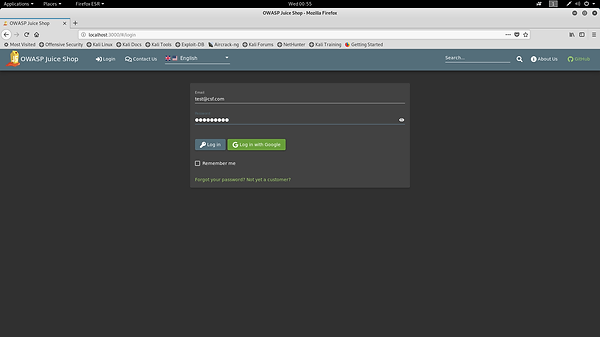 Applications Places Firefox ESR Wed 00:55 1
OWASP Juice Shop - Mozilla Firefox
OWASP Juice Shop
localhost:3000/#/login Search
Most Visited Offensive Security Kali Linux Kali Docs Kali Tools Exploit-DB Aircrack-ng Kali Forums NetHunter Kali Training Getting Started
OWASP Juice Shop Login Contact Us English Search... About Us GitHub
Email
test@csf.com
Log in Log in with Google
Remember me
Forgot your password? Not yet a customer?